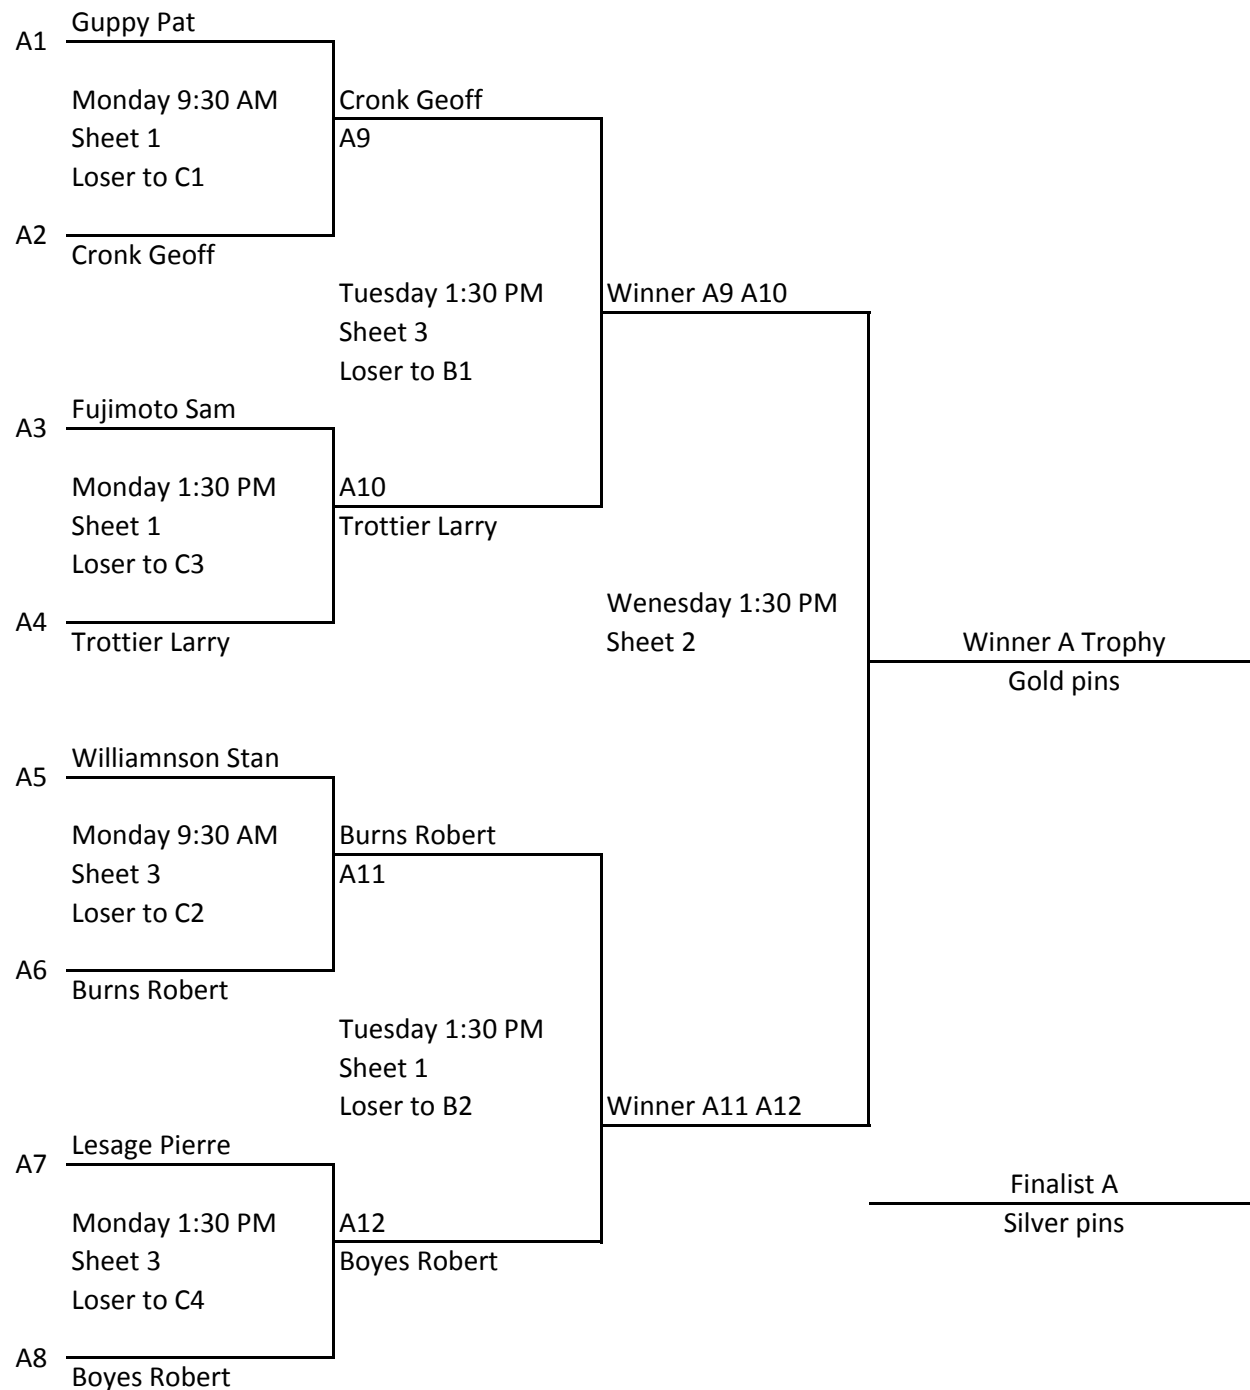 Guppy Pat
A1
Monday 9:30 AM
Cronk Geoff
Sheet 1
A9
Loser to C1
A2
Cronk Geoff
Tuesday 1:30 PM
Winner A9 A10
Sheet 3
Loser to B1
Fujimoto Sam
A3
Monday 1:30 PM
A10
Sheet 1
Trottier Larry
Loser to C3
Wenesday 1:30 PM
A4
Trottier Larry
Sheet 2
Winner A Trophy
Gold pins
Williamnson Stan
A5
Monday 9:30 AM
Burns Robert
Sheet 3
A11
Loser to C2
A6
Burns Robert
Tuesday 1:30 PM
Sheet 1
Loser to B2
Winner A11 A12
Lesage Pierre
A7
Finalist A
Monday 1:30 PM
A12
Silver pins
Sheet 3
Boyes Robert
Loser to C4
A8
Boyes Robert